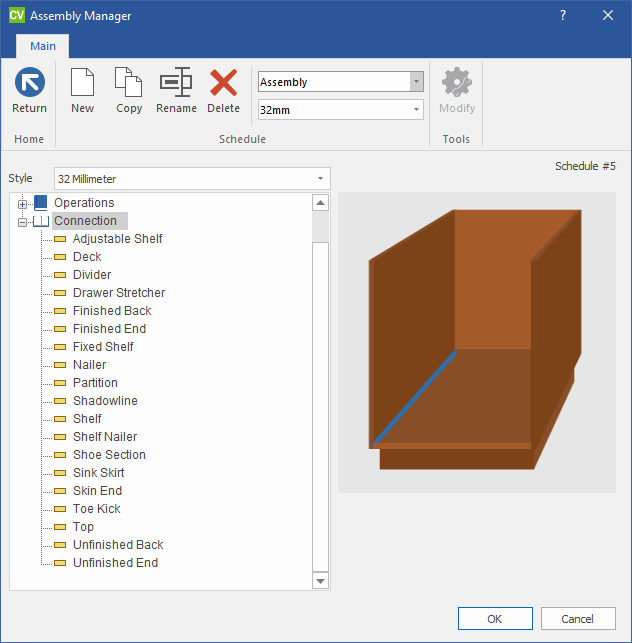 CV Assembly Manager ?
Main
Return New Copy Rename Delete Assembly Modify
32mm
Home Schedule Tools
Schedule #5
Style 32 Millimeter
Operations
Connection
Adjustable Shelf
Deck
Divider
Drawer Stretcher
Finished Back
Finished End
Fixed Shelf
Nailer
Partition
Shadowline
Shelf
Shelf Nailer
Shoe Section
Sink Skirt
Skin End
Toe Kick
Top
Unfinished Back
Unfinished End
OK Cancel